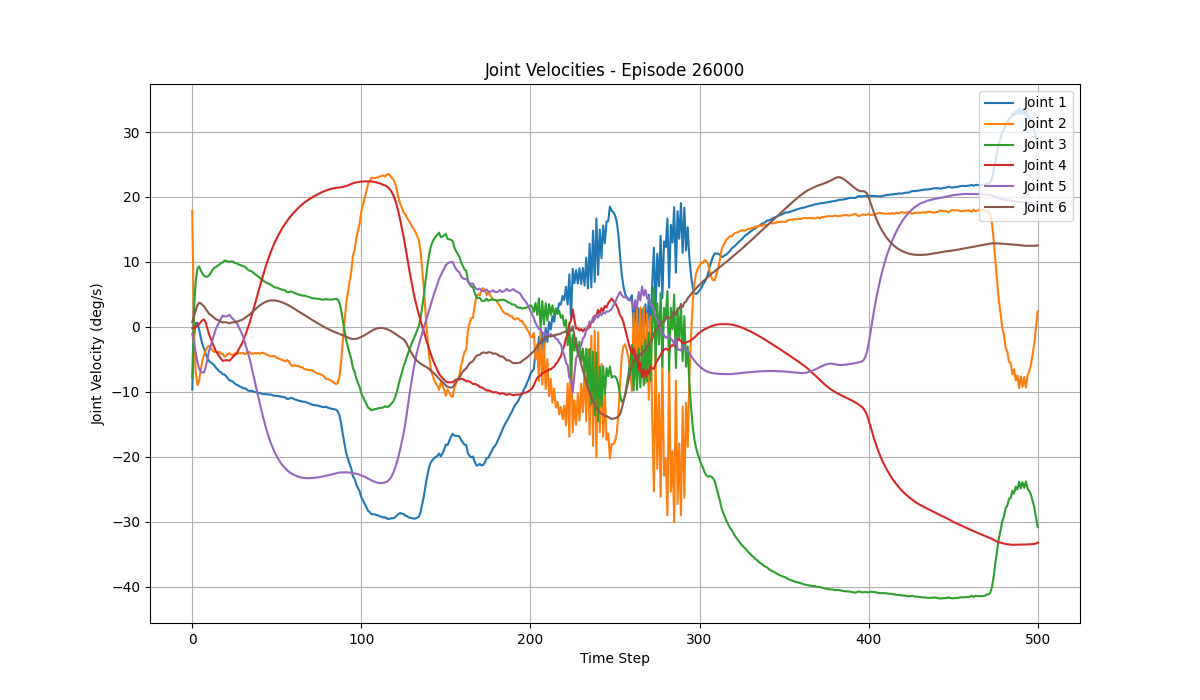 Joint Velocities - Episode 26000
Joint Velocity (deg/s)
30
20
10
0
−10
−20
−30
−40
Joint 1
Joint 2
Joint 3
Joint 4
Joint 5
Joint 6
0
100
200
300
400
500
Time Step